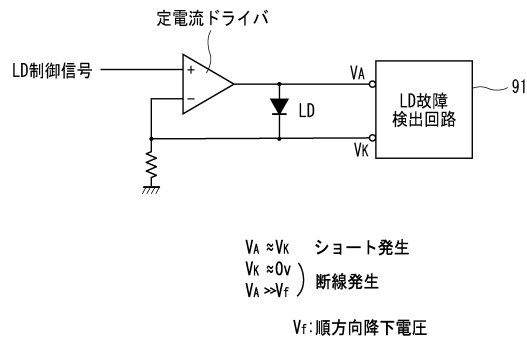 定電流ドライバ
LD制御信号
+
−
LD
VA
VK
LD故障
検出回路
91
VA ≈VK ショート発生
VK ≈0v
VA >>Vf
断線発生
Vf:順方向降下電圧